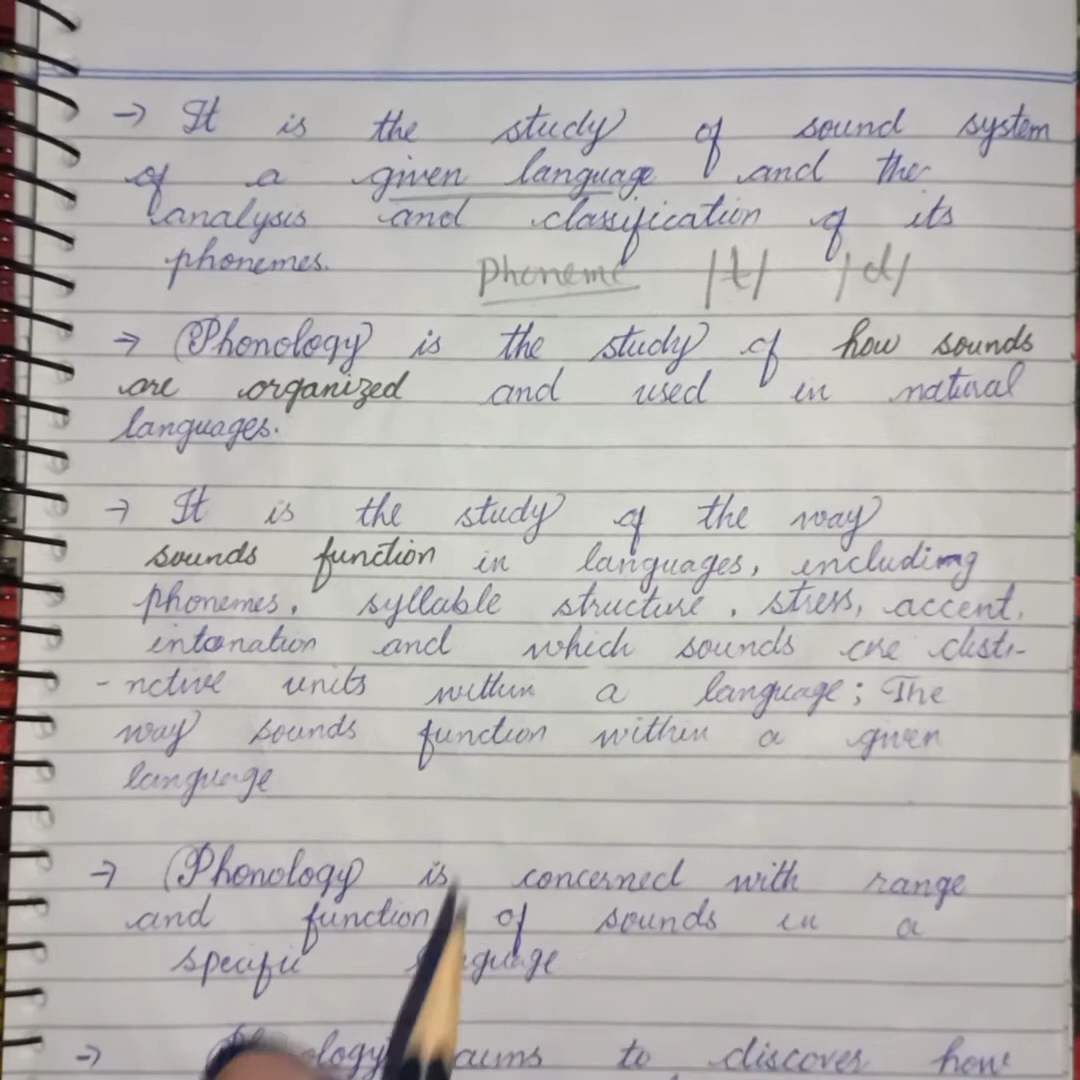 → It is the study of sound system
of a given language and the
analysis and classification of its
phonemes. Phoneme /t/ /d/
→ Phonology is the study of how sounds
are organized and used in natural
languages.
→ It is the study of the way
sounds function in languages, including
phonemes, syllable structure, stress, accent,
intonation and which sounds are disti-
-nctive units within a language; The
way sounds function within a given
language
→ Phonology is concerned with range
and function of sounds in a
specific
→ aims to discover how